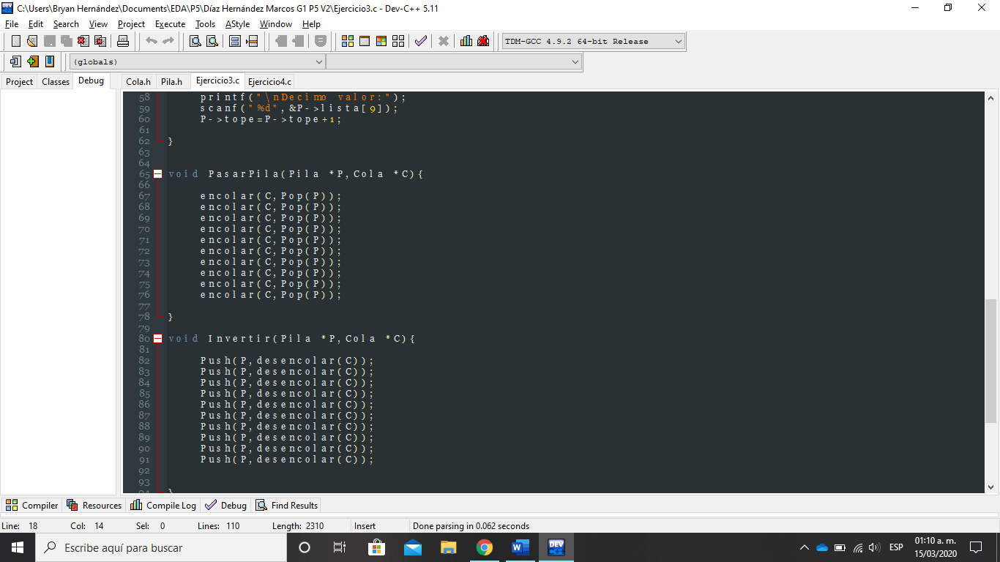 C:\Users\Bryan Hernández\Documents\EDA\P5\Díaz Hernández Marcos G1 P5 V2\Ejercicio3.c - Dev-C++ 5.11
File Edit Search View Project Execute Tools AStyle Window Help
TDM-GCC 4.9.2 64-bit Release
(globals)
Project Classes Debug Cola.h Pila.h Ejercicio3.c Ejercicio4.c
58 printf("\nDecimo valor:");
59 scanf("%d",&P->lista[9]);
60 P->tope=P->tope+1;
61
62 }
63
64
65 void PasarPila(Pila *P,Cola *C){
66
67 encolar(C,Pop(P));
68 encolar(C,Pop(P));
69 encolar(C,Pop(P));
70 encolar(C,Pop(P));
71 encolar(C,Pop(P));
72 encolar(C,Pop(P));
73 encolar(C,Pop(P));
74 encolar(C,Pop(P));
75 encolar(C,Pop(P));
76 encolar(C,Pop(P));
77
78 }
79
80 void Invertir(Pila *P,Cola *C){
81
82 Push(P,desencolar(C));
83 Push(P,desencolar(C));
84 Push(P,desencolar(C));
85 Push(P,desencolar(C));
86 Push(P,desencolar(C));
87 Push(P,desencolar(C));
88 Push(P,desencolar(C));
89 Push(P,desencolar(C));
90 Push(P,desencolar(C));
91 Push(P,desencolar(C));
92
93
94 }
Compiler Resources Compile Log Debug Find Results
Line: 18 Col: 14 Sel: 0 Lines: 110 Length: 2310 Insert Done parsing in 0.062 seconds
Escribe aquí para buscar
DEV
ESP
01:10 a. m.
15/03/2020